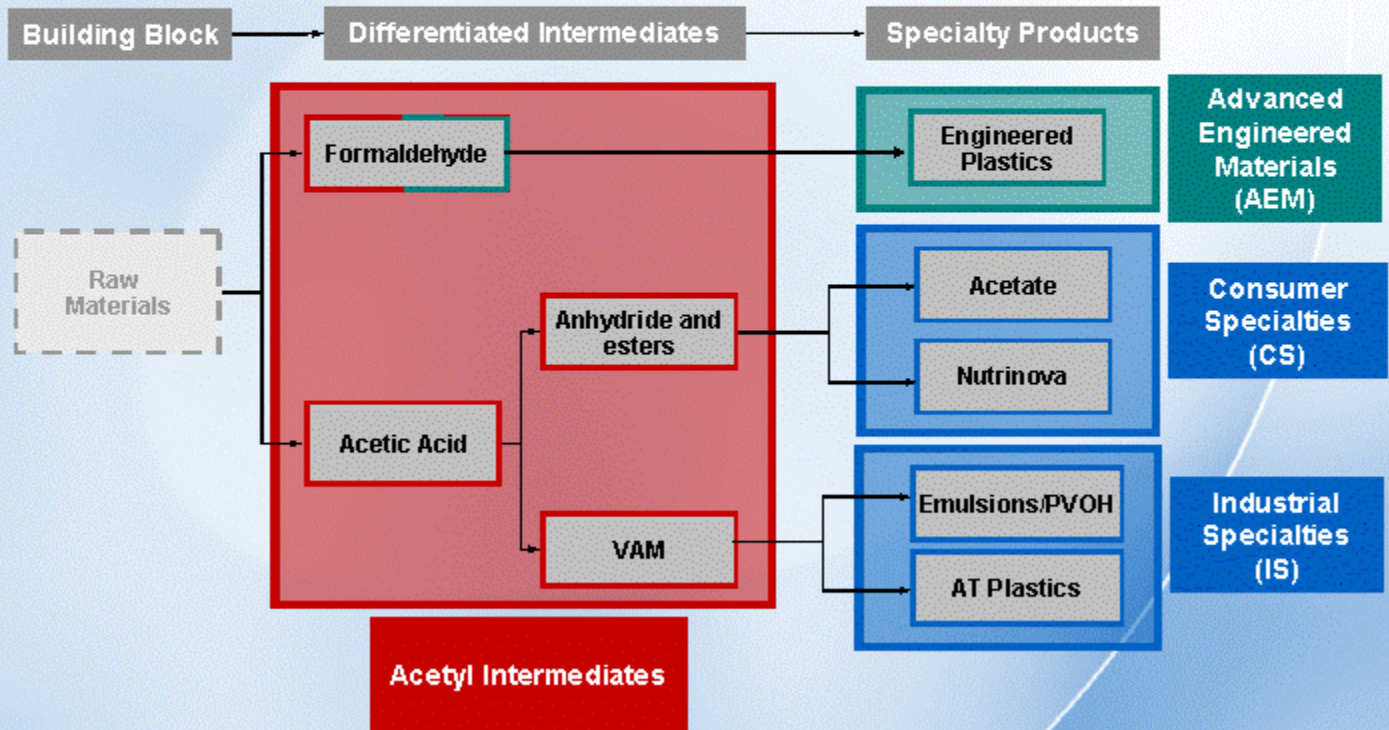 Building Block
Differentiated Intermediates
Specialty Products
Raw
Materials
Formaldehyde
Acetic Acid
Anhydride and
esters
VAM
Acetyl Intermediates
Engineered
Plastics
Advanced
Engineered
Materials
(AEM)
Acetate
Nutrinova
Consumer
Specialties
(CS)
Emulsions/PVOH
AT Plastics
Industrial
Specialties
(IS)